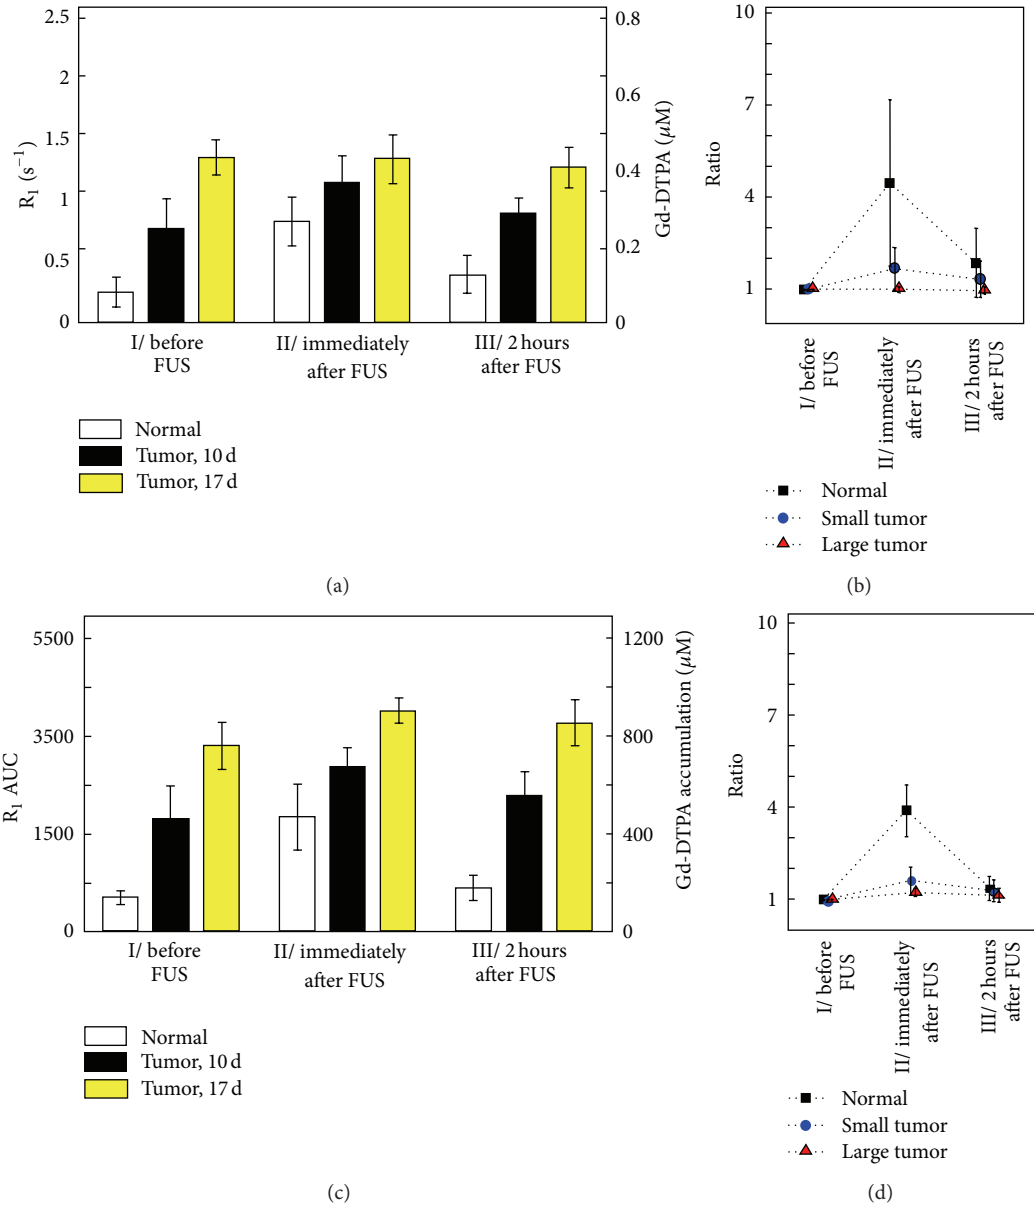 2.5
2
1.5
1
0.5
0
R₁ (s⁻¹)
0.8
0.6
0.4
0.2
0
Gd-DTPA (μM)
I/ before
FUS
II/ immediately
after FUS
III/ 2 hours
after FUS
Normal
Tumor, 10 d
Tumor, 17 d
(a)
10
7
4
1
Ratio
I/ before
FUS
II/ immediately
after FUS
III/ 2 hours
after FUS
Normal
Small tumor
Large tumor
(b)
5500
3500
1500
0
R₁ AUC
1200
800
400
0
Gd-DTPA accumulation (μM)
I/ before
FUS
II/ immediately
after FUS
III/ 2 hours
after FUS
Normal
Tumor, 10 d
Tumor, 17 d
(c)
10
7
4
1
Ratio
I/ before
FUS
II/ immediately
after FUS
III/ 2 hours
after FUS
Normal
Small tumor
Large tumor
(d)